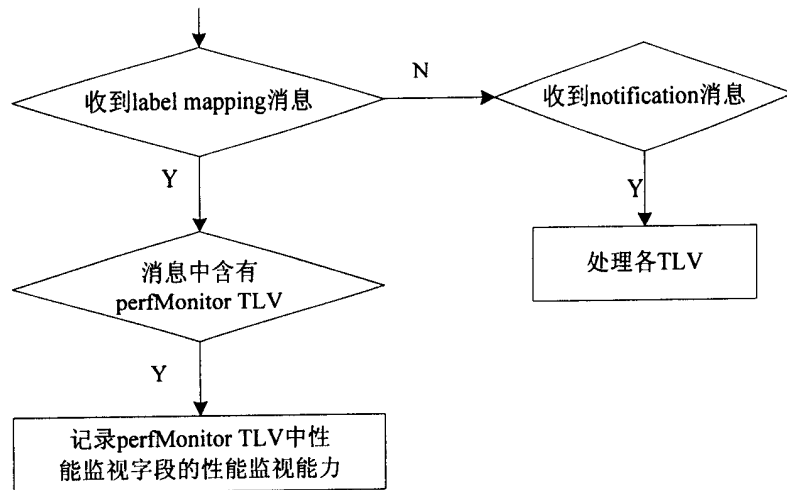 收到label mapping消息
N
收到notification消息
Y
Y
处理各TLV
消息中含有
perfMonitor TLV
Y
记录perfMonitor TLV中性
能监视字段的性能监视能力